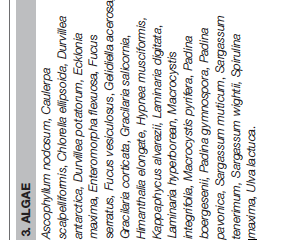 3. ALGAE
Ascophyllum nodosum, Caulerpa
scalpelliformis, Chlorella ellipsoida, Durvillea
antarctica, Durvillea potatorum, Ecklonia
maxima, Enteromorpha flexuosa, Fucus
serratus, Fucus vesiculosus, Gelidiella acerosa,
Gracilaria corticata, Gracilaria salicornia,
Himanthalia elongate, Hypnea musciformis,
Kappaphycus alvarezii, Laminaria digitata,
Laminaria hyperborean, Macrocystis
integrifolia, Macrocystis pyrifera, Padina
boergesenii, Padina gymnospora, Padina
pavonica, Sargassum muticum, Sargassum
tenerimum, Sargassum wightii, Spirulina
maxima, Ulva lactuca.